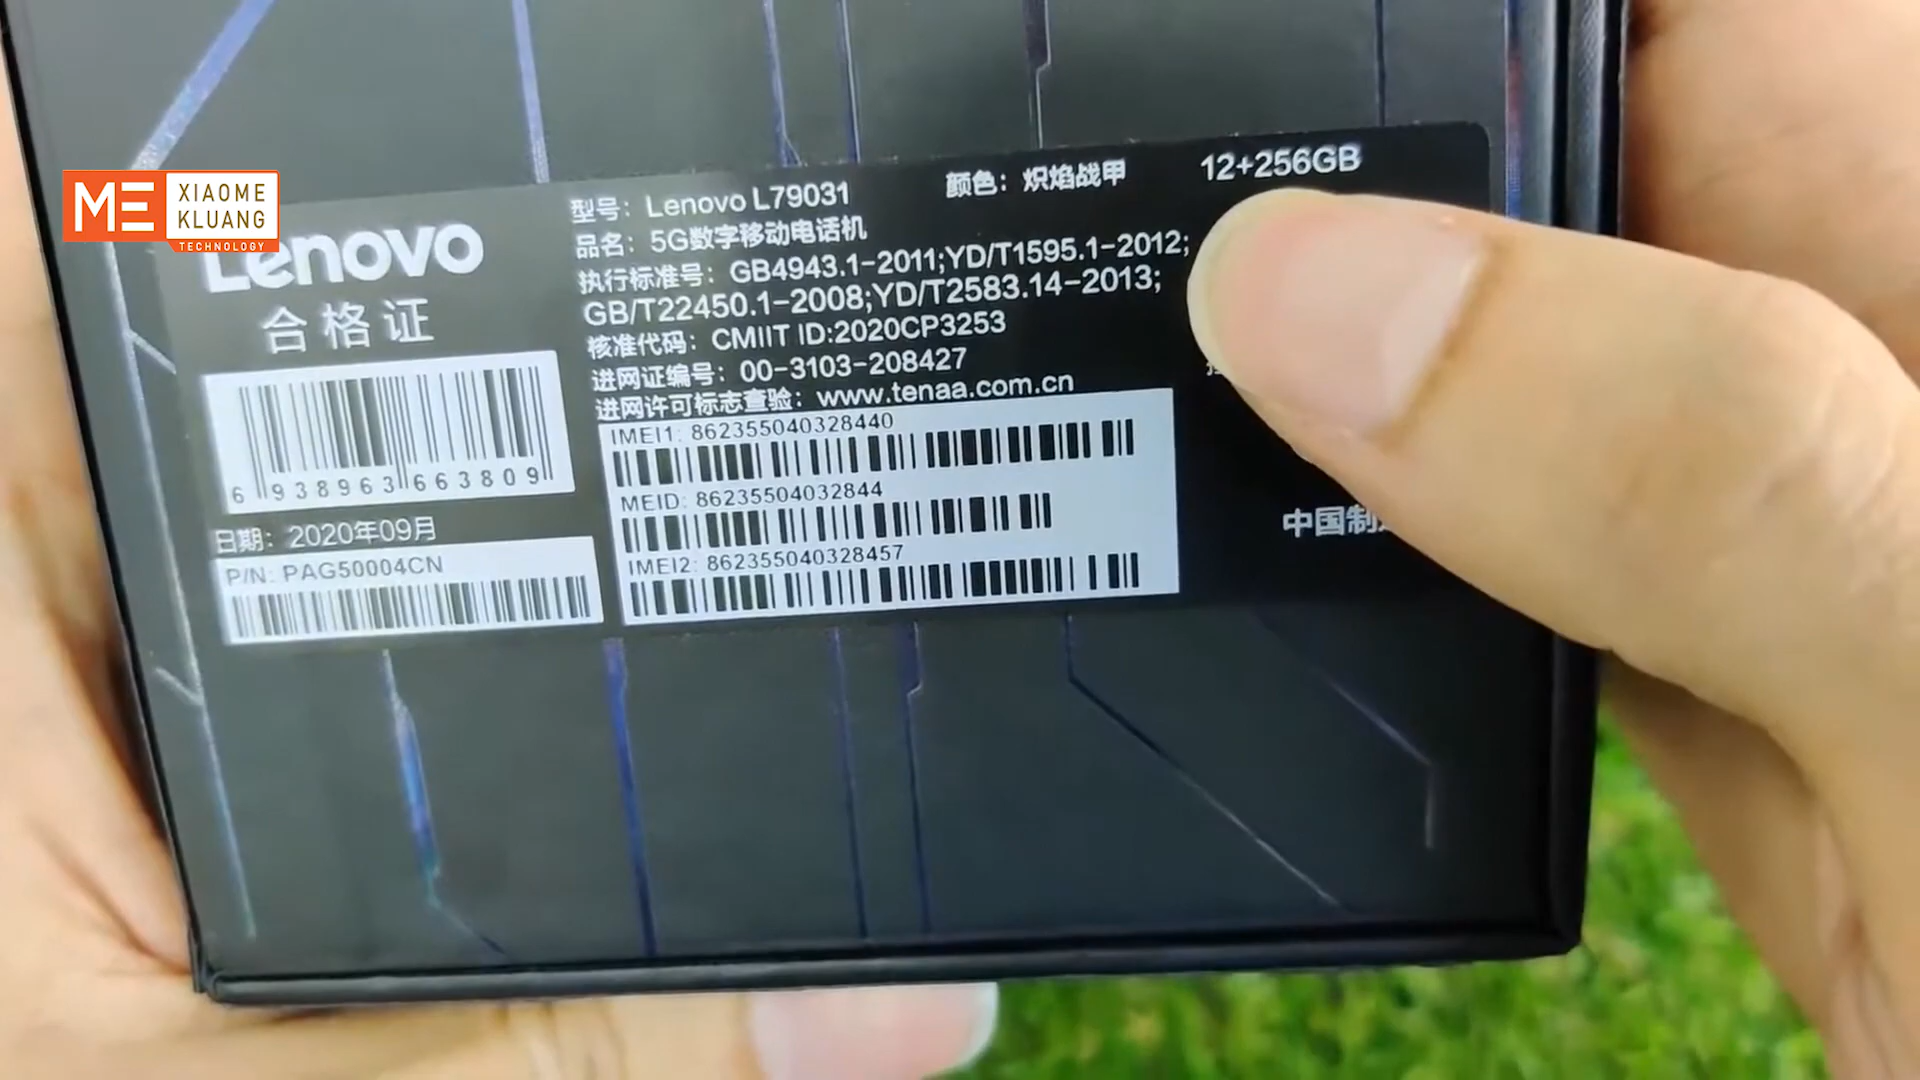 ME XIAOME
KLUANG
TECHNOLOGY
Lenovo
合格证
6 938963 663809
日期：2020年09月
P/N: PAG50004CN
型号：Lenovo L79031
颜色：炽焰战甲
12+256GB
品名：5G数字移动电话机
执行标准号：GB4943.1-2011;YD/T1595.1-2012;
GB/T22450.1-2008;YD/T2583.14-2013;
核准代码：CMIIT ID:2020CP3253
进网证编号：00-3103-208427
进网许可标志查验：www.tenaa.com.cn
IMEI1: 862355040328440
MEID: 86235504032844
IMEI2: 862355040328457
中国制